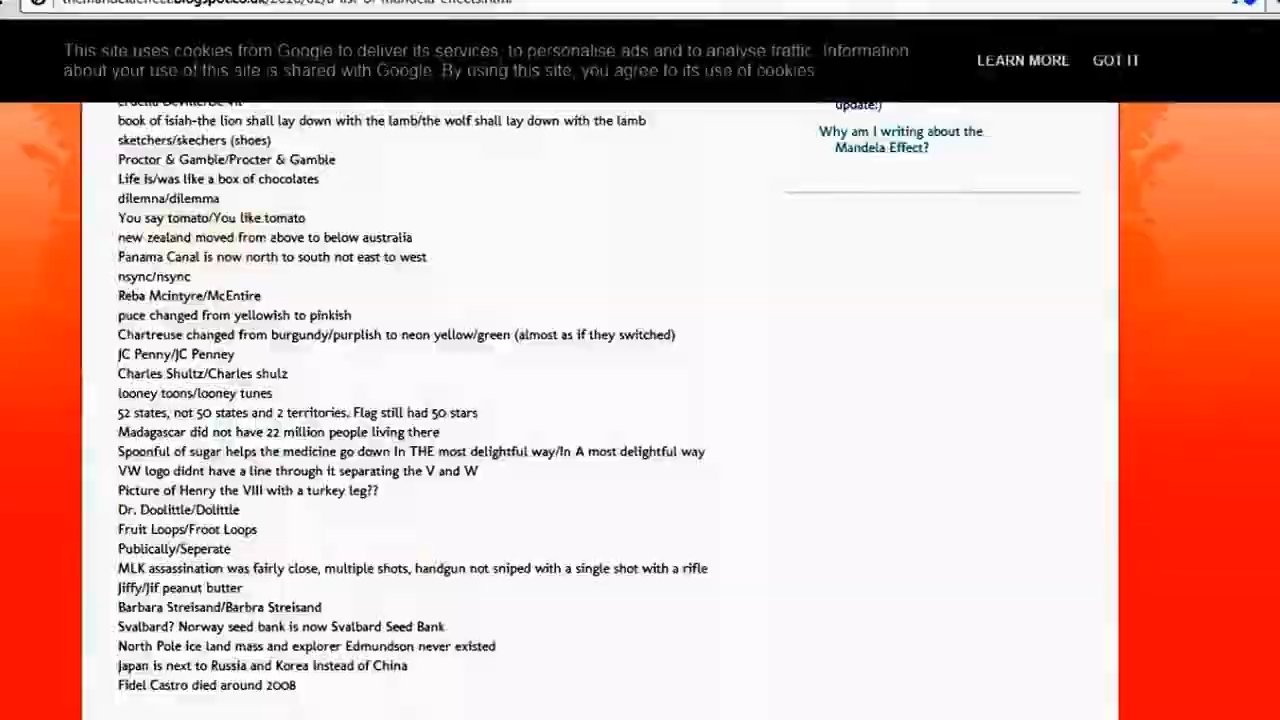 This site uses cookies from Google to deliver its services, to personalise ads and to analyse traffic. Information
about your use of this site is shared with Google. By using this site, you agree to its use of cookies.
LEARN MORE
GOT IT
book of isiah-the lion shall lay down with the lamb/the wolf shall lay down with the lamb
sketchers/skechers (shoes)
Proctor & Gamble/Procter & Gamble
Life is/was like a box of chocolates
dilemna/dilemma
You say tomato/You like tomato
new zealand moved from above to below australia
Panama Canal is now north to south not east to west
nsync/nsync
Reba Mcintyre/McEntire
puce changed from yellowish to pinkish
Chartreuse changed from burgundy/purplish to neon yellow/green (almost as if they switched)
JC Penny/JC Penney
Charles Shultz/Charles shulz
looney toons/looney tunes
52 states, not 50 states and 2 territories. Flag still had 50 stars
Madagascar did not have 22 million people living there
Spoonful of sugar helps the medicine go down In THE most delightful way/In A most delightful way
VW logo didnt have a line through it separating the V and W
Picture of Henry the VIII with a turkey leg??
Dr. Doolittle/Dolittle
Fruit Loops/Froot Loops
Publically/Seperate
MLK assassination was fairly close, multiple shots, handgun not sniped with a single shot with a rifle
Jiffy/Jif peanut butter
Barbara Streisand/Barbra Streisand
Svalbard? Norway seed bank is now Svalbard Seed Bank
North Pole ice land mass and explorer Edmundson never existed
Japan is next to Russia and Korea instead of China
Fidel Castro died around 2008
update!)
Why am I writing about the
Mandela Effect?